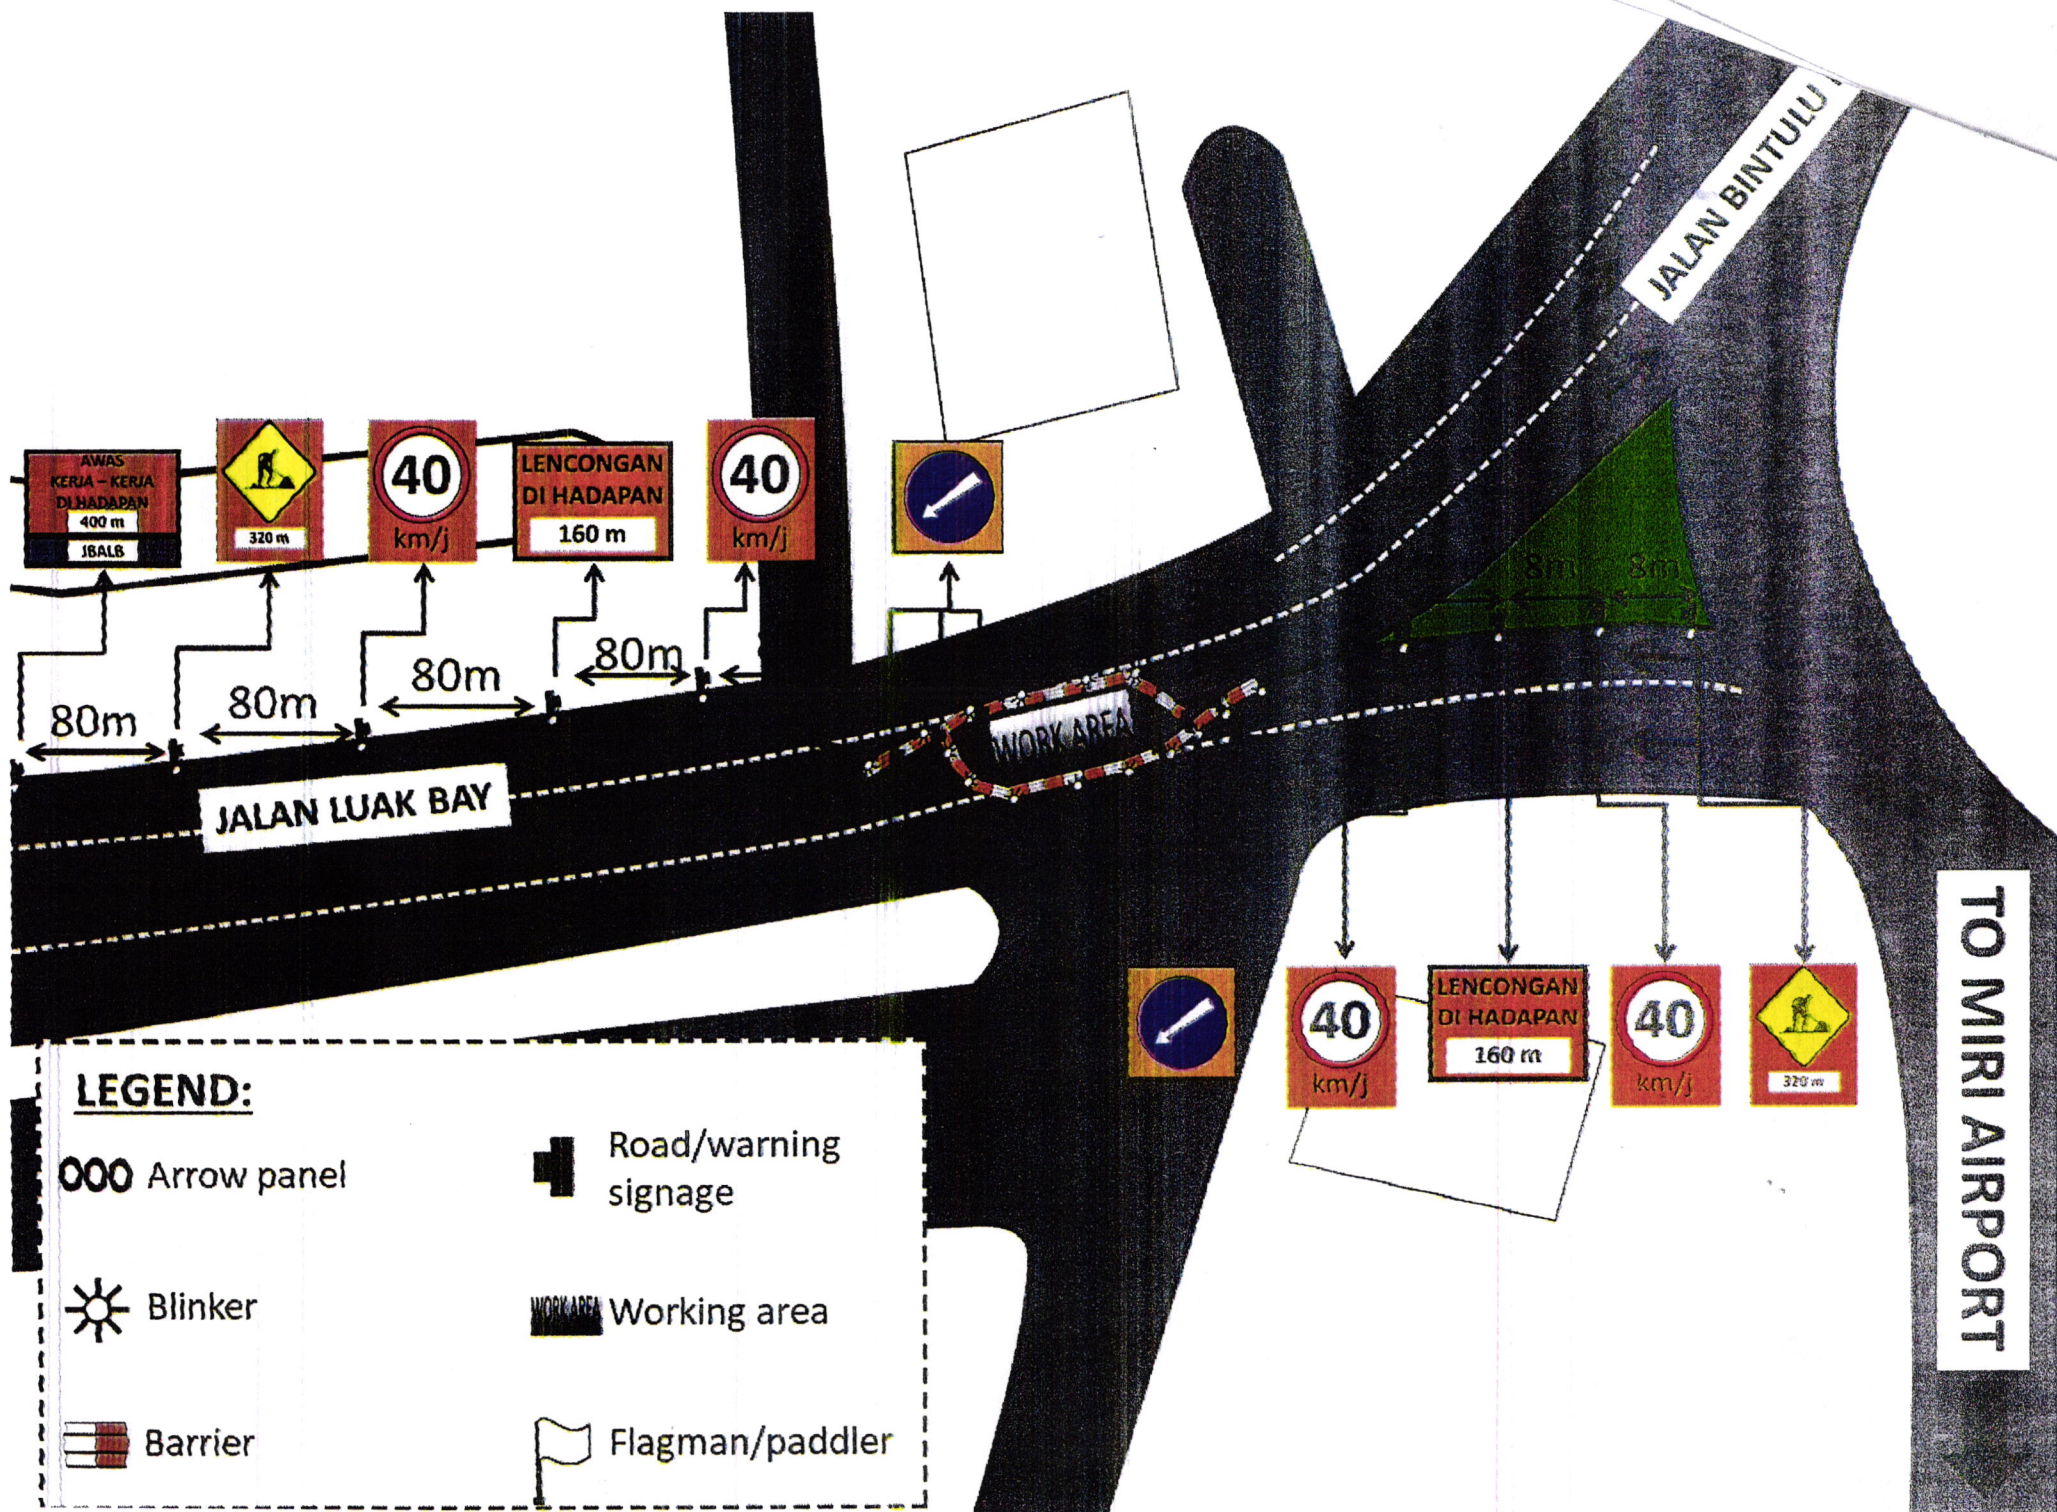 JALAN BINTULU
AWAS
KERJA – KERJA
DI HADAPAN
400 m
JBALB
320 m
40
km/j
LENCONGAN
DI HADAPAN
160 m
40
km/j
80m
80m
80m
80m
8m
8m
JALAN LUAK BAY
WORK AREA
40
km/j
LENCONGAN
DI HADAPAN
160 m
40
km/j
320 m
TO MIRI AIRPORT
LEGEND:
Arrow panel
Road/warning
signage
Blinker
WORK AREA
Working area
Barrier
Flagman/paddler